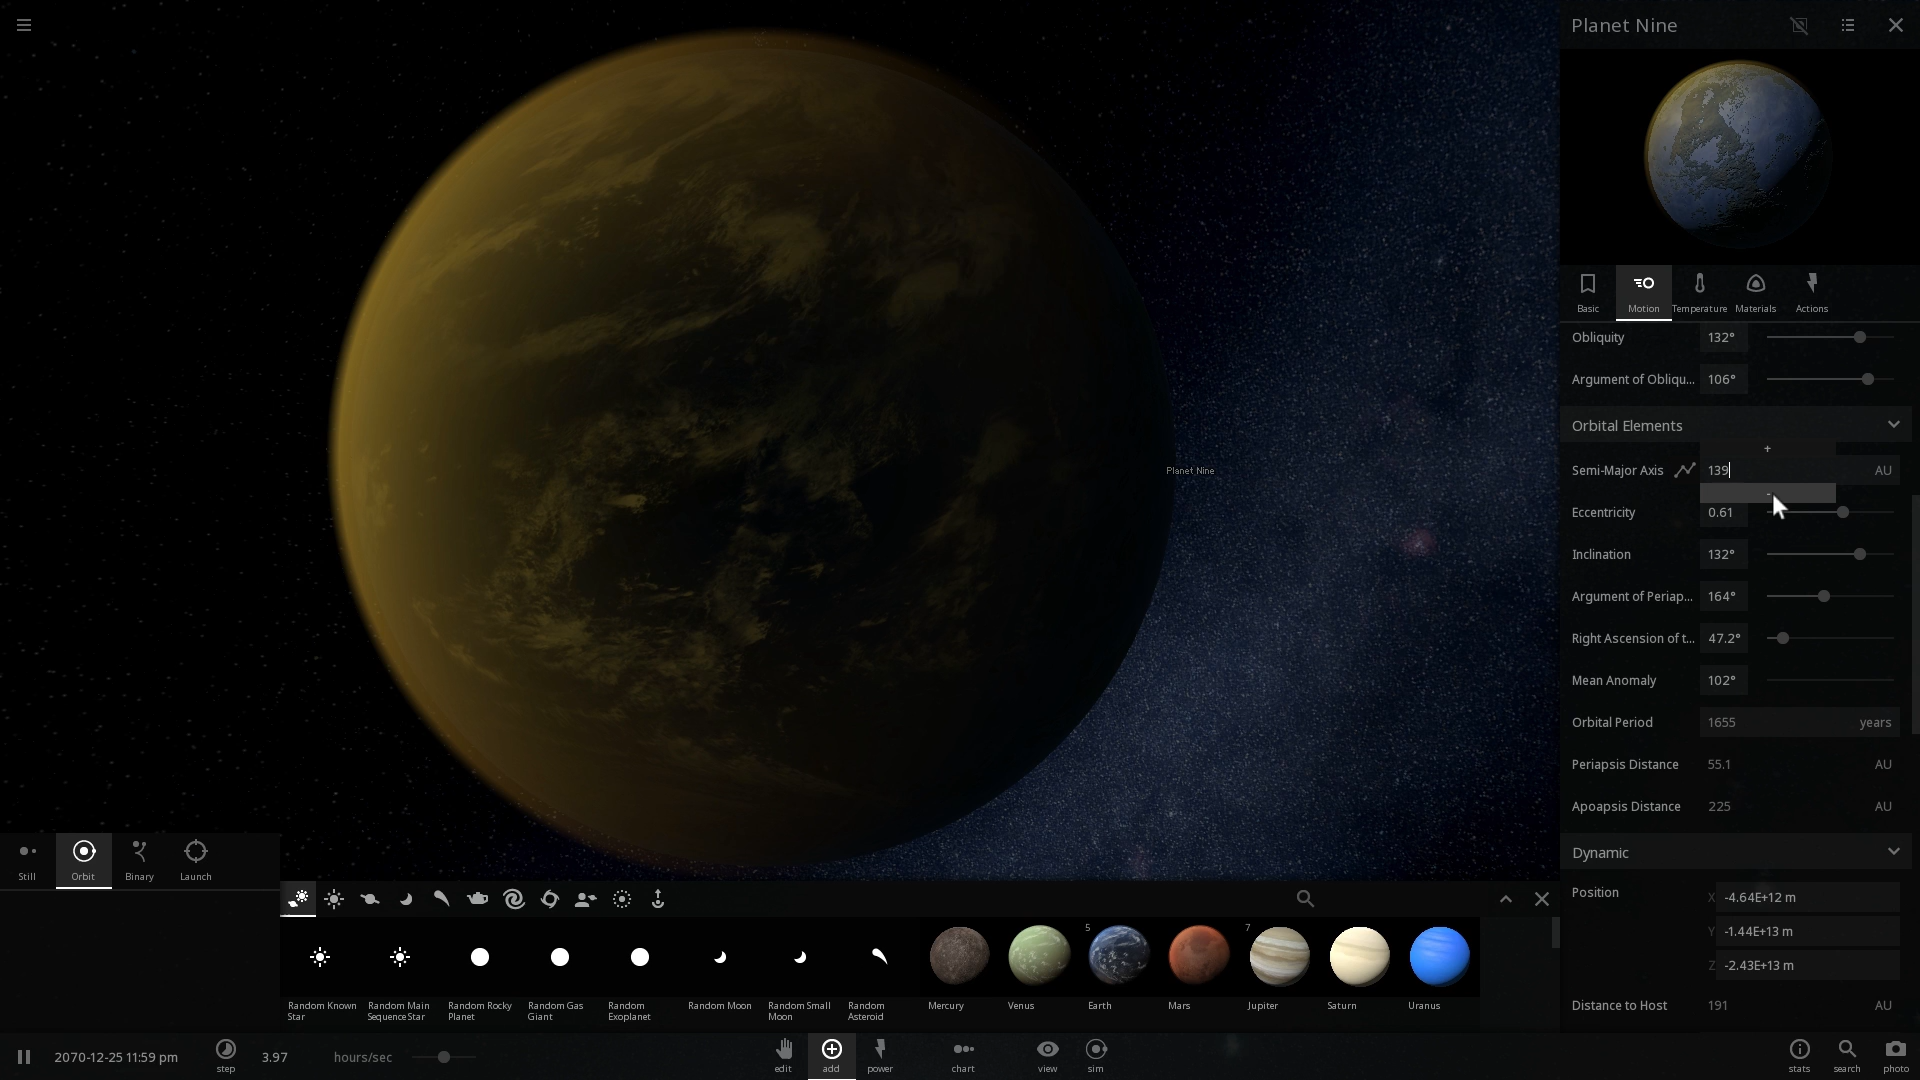 Planet Nine
Basic
Motion
Temperature
Materials
Actions
Obliquity 132°
Argument of Obliqu... 106°
Orbital Elements
+
Semi-Major Axis 139 AU
-
Eccentricity 0.61
Inclination 132°
Argument of Periap... 164°
Right Ascension of t... 47.2°
Mean Anomaly 102°
Orbital Period 1655 years
Periapsis Distance 55.1 AU
Apoapsis Distance 225 AU
Dynamic
Position X -4.64E+12 m
Y -1.44E+13 m
Z -2.43E+13 m
Distance to Host 191 AU
Planet Nine
Still
Orbit
Binary
Launch
5
7
Random Known
Star
Random Main
Sequence Star
Random Rocky
Planet
Random Gas
Giant
Random
Exoplanet
Random Moon
Random Small
Moon
Random
Asteroid
Mercury
Venus
Earth
Mars
Jupiter
Saturn
Uranus
2070-12-25 11:59 pm
step
3.97 hours/sec
edit
add
power
chart
view
sim
stats
search
photo